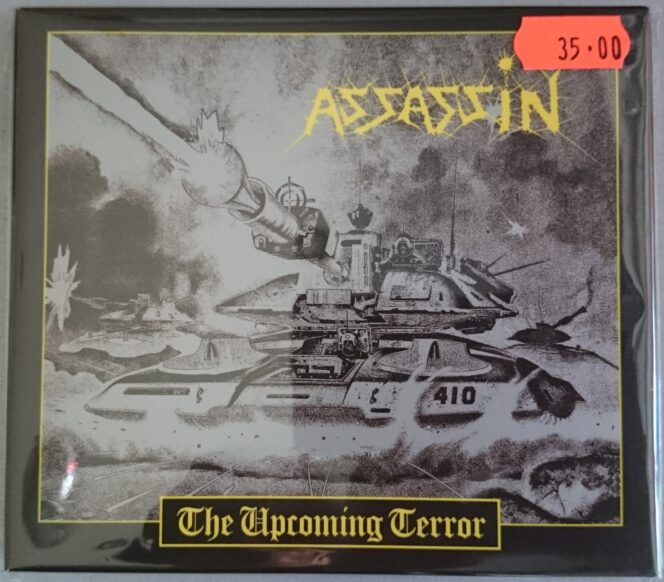 35.00
ASSASSIN
410
The Upcoming Terror